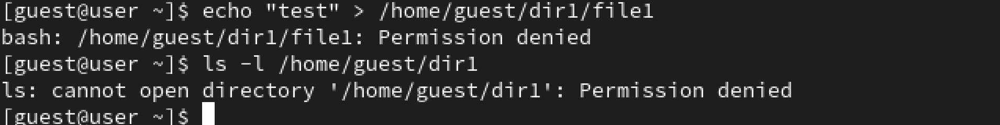 [guest@user ~]$ echo "test" > /home/guest/dir1/file1
bash: /home/guest/dir1/file1: Permission denied
[guest@user ~]$ ls -l /home/guest/dir1
ls: cannot open directory '/home/guest/dir1': Permission denied
[guest@user ~]$